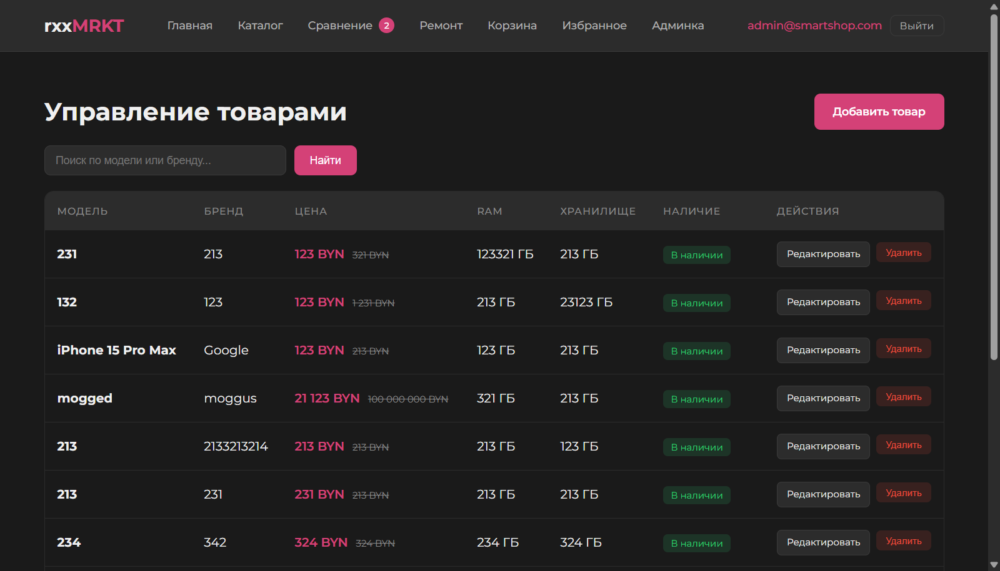 rxxMRKT Главная Каталог Сравнение 2 Ремонт Корзина Избранное Админка admin@smartshop.com Выйти
Управление товарами Добавить товар
Поиск по модели или бренду... Найти
МОДЕЛЬ БРЕНД ЦЕНА RAM ХРАНИЛИЩЕ НАЛИЧИЕ ДЕЙСТВИЯ
231 213 123 BYN 321 BYN 123321 ГБ 213 ГБ В наличии Редактировать Удалить
132 123 123 BYN 1 231 BYN 213 ГБ 23123 ГБ В наличии Редактировать Удалить
iPhone 15 Pro Max Google 123 BYN 213 BYN 123 ГБ 213 ГБ В наличии Редактировать Удалить
mogged moggus 21 123 BYN 100 000 000 BYN 321 ГБ 213 ГБ В наличии Редактировать Удалить
213 2133213214 213 BYN 213 BYN 213 ГБ 123 ГБ В наличии Редактировать Удалить
213 231 231 BYN 213 BYN 213 ГБ 213 ГБ В наличии Редактировать Удалить
234 342 324 BYN 324 BYN 234 ГБ 324 ГБ В наличии Редактировать Удалить